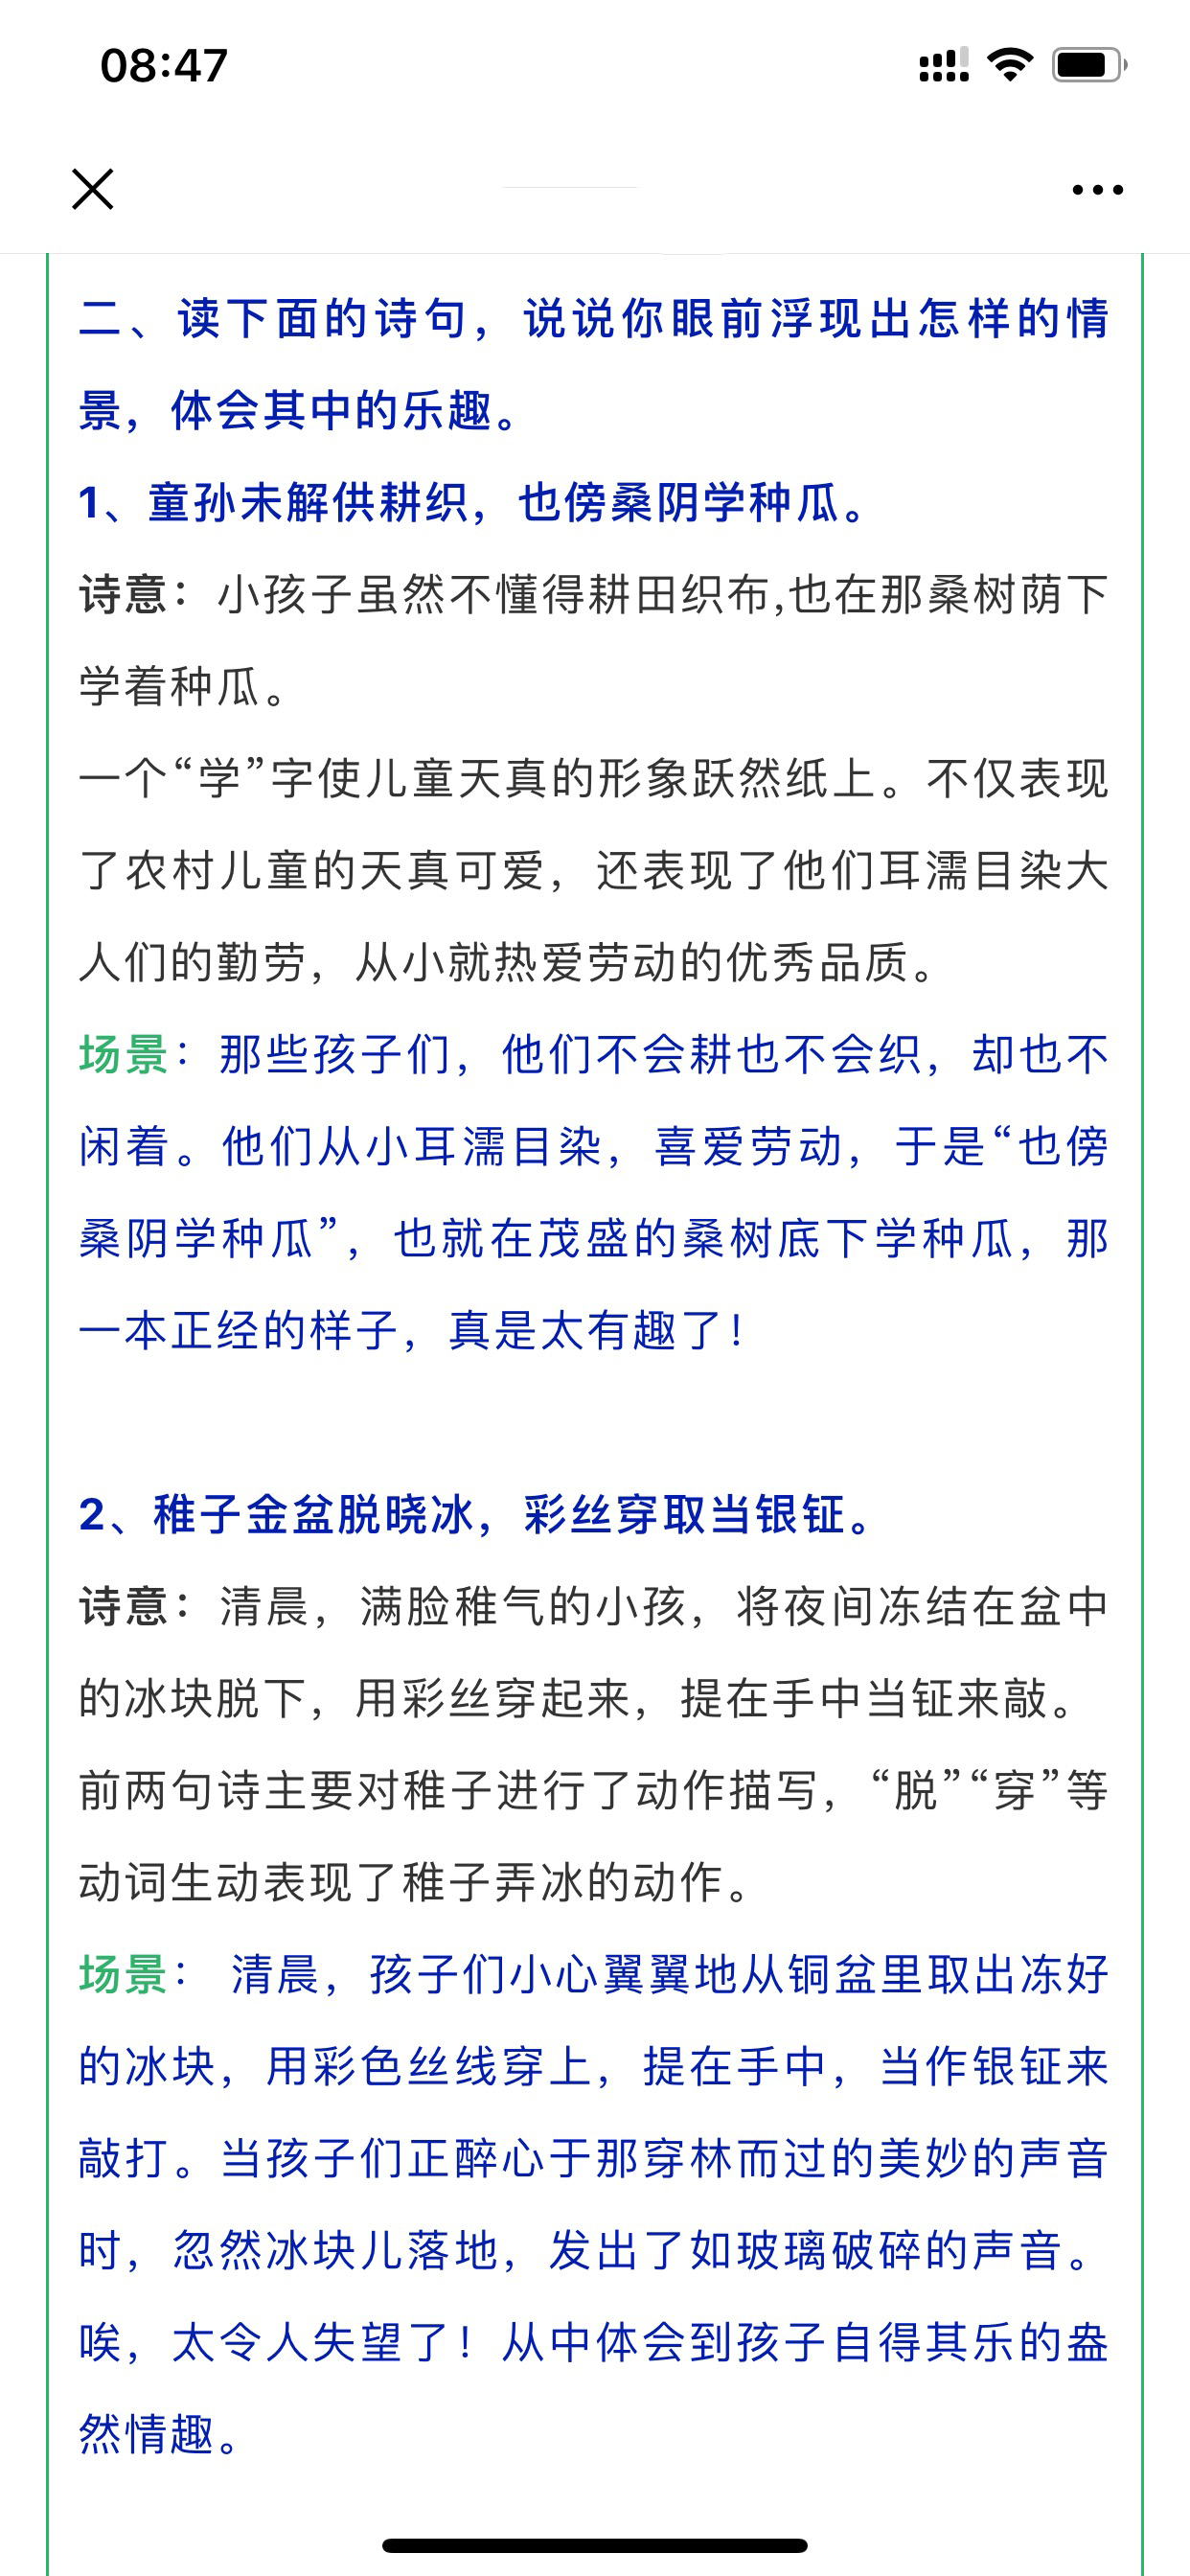 08:47
二、读下面的诗句，说说你眼前浮现出怎样的情
景，体会其中的乐趣。
1、童孙未解供耕织，也傍桑阴学种瓜。
诗意：小孩子虽然不懂得耕田织布,也在那桑树荫下
学着种瓜。
一个“学”字使儿童天真的形象跃然纸上。不仅表现
了农村儿童的天真可爱，还表现了他们耳濡目染大
人们的勤劳，从小就热爱劳动的优秀品质。
场景：那些孩子们，他们不会耕也不会织，却也不
闲着。他们从小耳濡目染，喜爱劳动，于是“也傍
桑阴学种瓜”，也就在茂盛的桑树底下学种瓜，那
一本正经的样子，真是太有趣了！
2、稚子金盆脱晓冰，彩丝穿取当银钲。
诗意：清晨，满脸稚气的小孩，将夜间冻结在盆中
的冰块脱下，用彩丝穿起来，提在手中当钲来敲。
前两句诗主要对稚子进行了动作描写，“脱”“穿”等
动词生动表现了稚子弄冰的动作。
场景： 清晨，孩子们小心翼翼地从铜盆里取出冻好
的冰块，用彩色丝线穿上，提在手中，当作银钲来
敲打。当孩子们正醉心于那穿林而过的美妙的声音
时，忽然冰块儿落地，发出了如玻璃破碎的声音。
唉，太令人失望了！从中体会到孩子自得其乐的盎
然情趣。